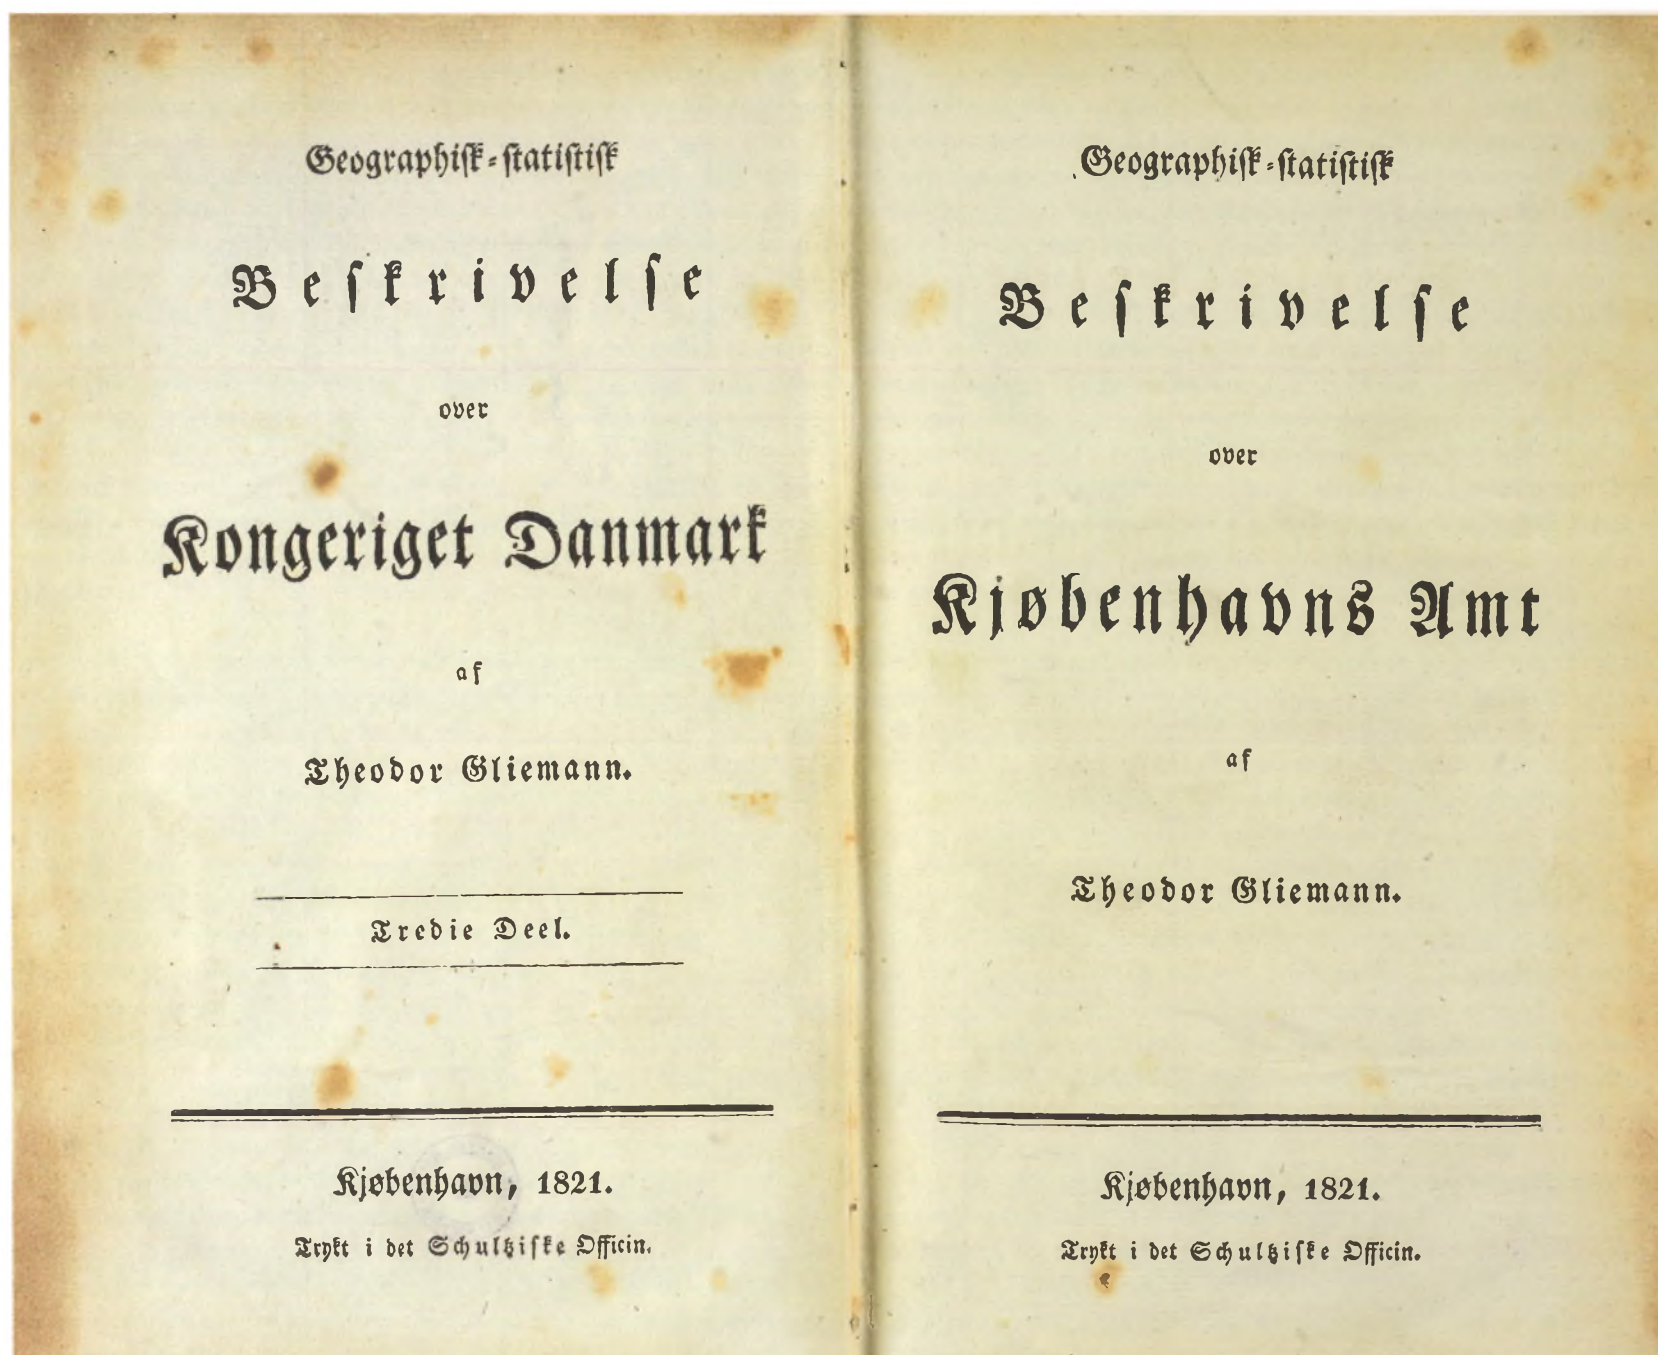 Geographisk-statistisk
Beskrivelse
over
Kongeriget Danmark
af
Theodor Gliemann.
Tredie Deel.
Kjøbenhavn, 1821.
Trykt i det Schultziske Officin.
Geographisk-statistisk
Beskrivelse
over
Kjøbenhavns Amt
af
Theodor Gliemann.
Kjøbenhavn, 1821.
Trykt i det Schultziske Officin.